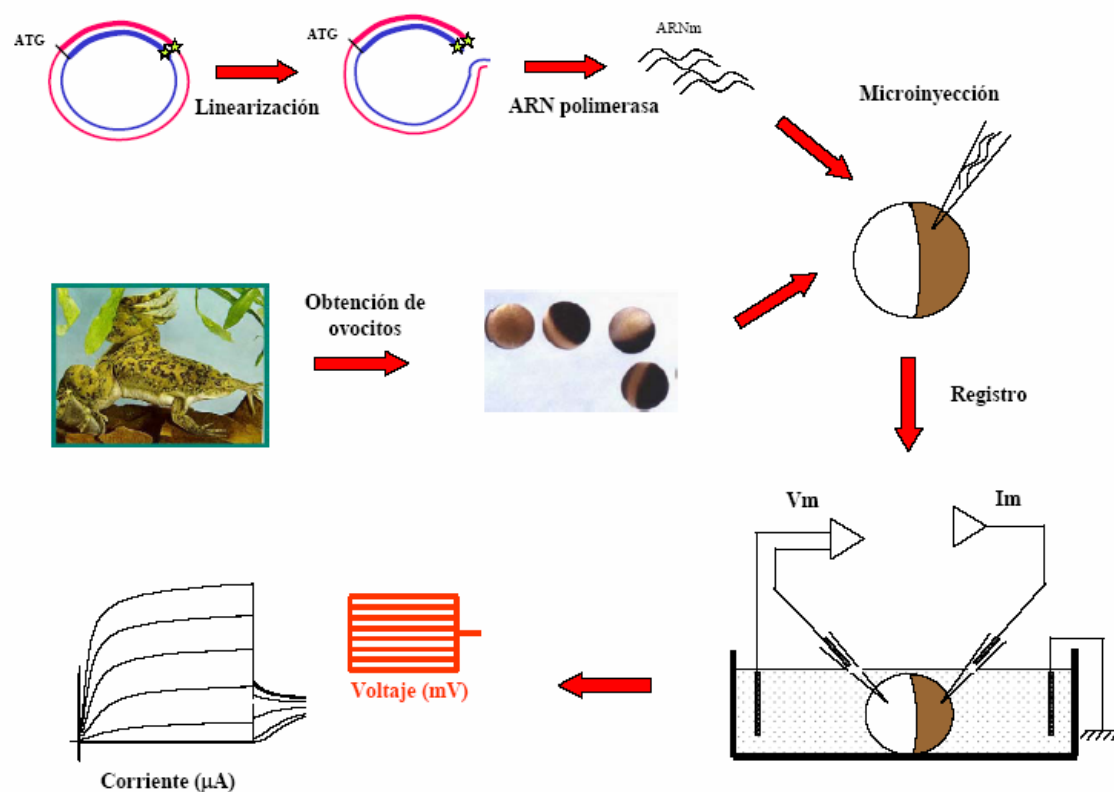 ATG
Linearización
ATG
ARN polimerasa
ARNm
Microinyección
Obtención de
ovocitos
Registro
Vm
Im
Voltaje (mV)
Corriente (μA)